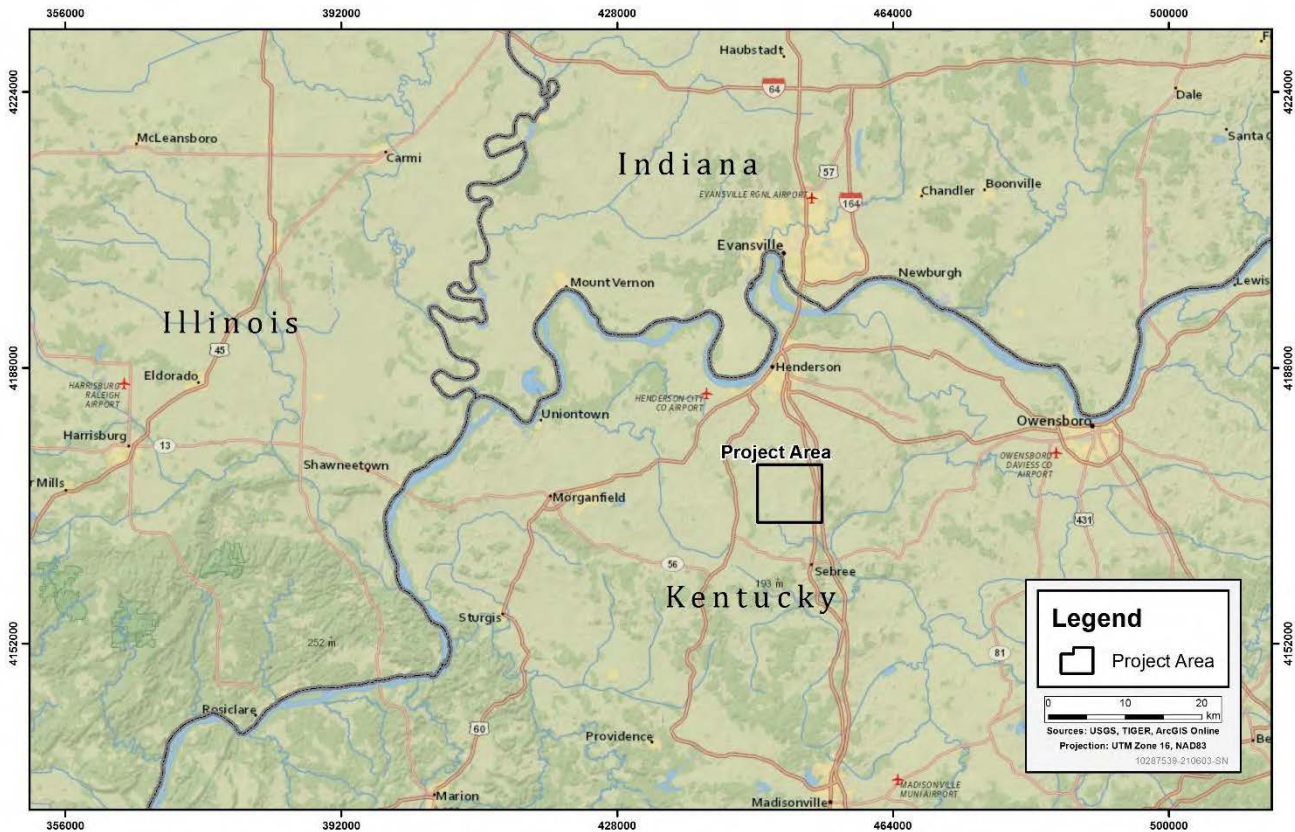 356000
392000
428000
464000
500000
Haubstadt
64
4224000
4224000
Dale
McLeansboro
Santa
Carmi
Indiana
57
EVANSVILLE RGNL AIRPORT
Chandler
Boonville
164
Evansville
Newburgh
Lewis
Mount Vernon
Illinois
45
4188000
4188000
Eldorado
HARRISBURG
RALEIGH
AIRPORT
Henderson
HENDERSON CITY
CO AIRPORT
Uniontown
Owensboro
Harrisburg
13
Project Area
OWENSBORO
DAVIESS CO
AIRPORT
Shawneetown
r Mills
Morganfield
431
56
Sebree
193 m
Kentucky
Sturgis
252 m
4152000
4152000
81
Legend
Project Area
0 10 20
km
Sources: USGS, TIGER, ArcGIS Online
Projection: UTM Zone 16, NAD83
10287539-210603-SN
Rosiclare
60
Providence
Be
MADISONVILLE
MUNI AIRPORT
Marion
Madisonville
356000
392000
428000
464000
500000